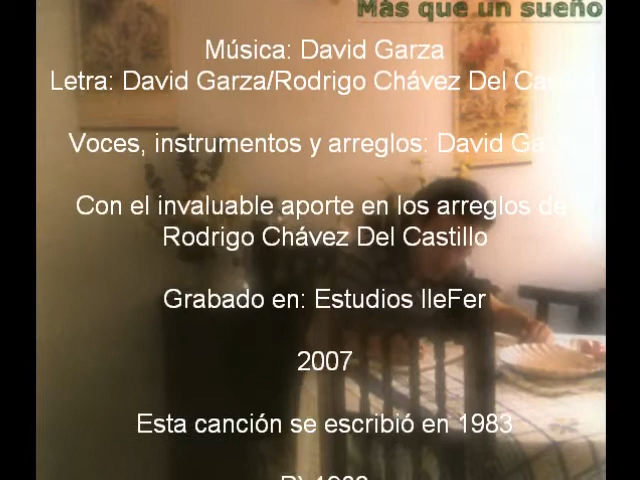 Más que un sueño
Música: David Garza
Letra: David Garza/Rodrigo Chávez Del
Voces, instrumentos y arreglos: David
Con el invaluable aporte en los arreglos de
Rodrigo Chávez Del Castillo
Grabado en: Estudios IleFer
2007
Esta canción se escribió en 1983